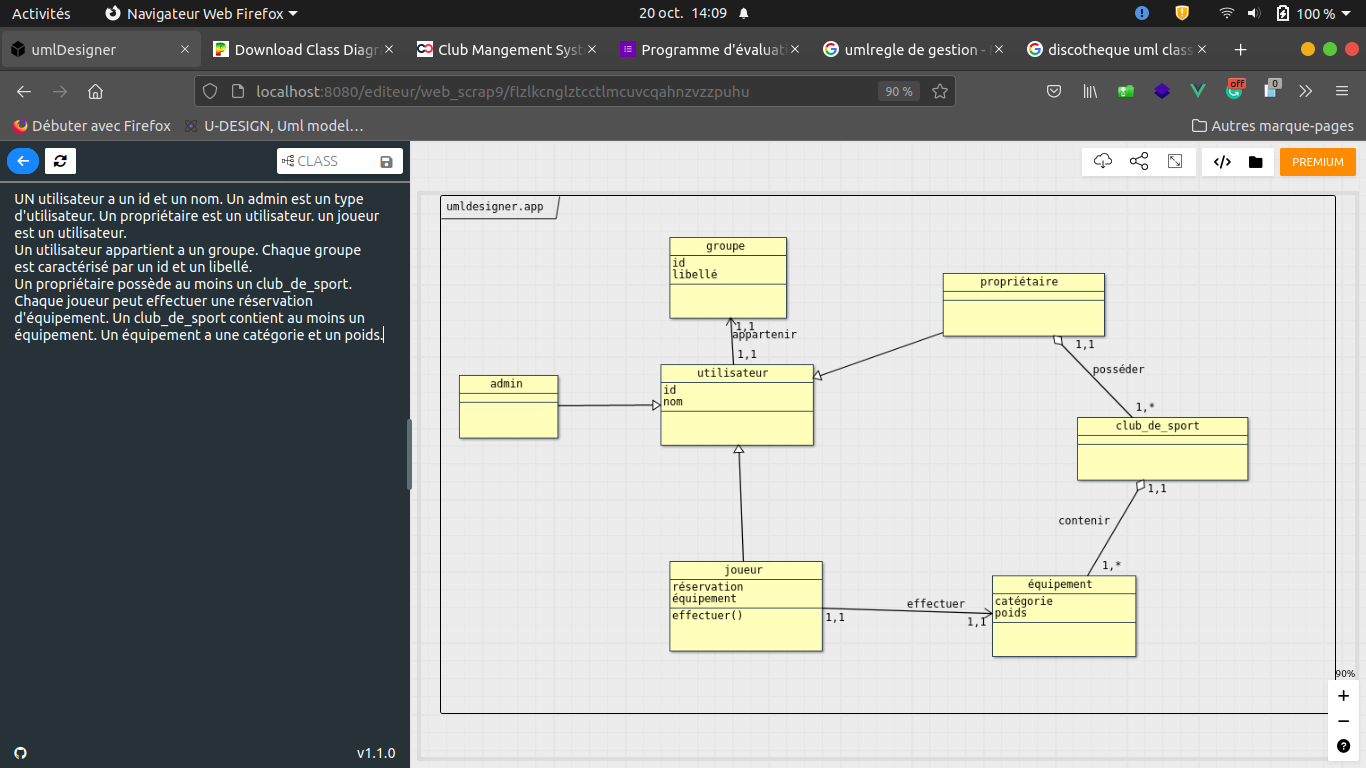 Activités
Navigateur Web Firefox
20 oct. 14:09
100 %
umlDesigner
Download Class Diagr
Club Mangement Syst
Programme d'évaluati
umlregle de gestion -
discotheque uml class
localhost:8080/editeur/web_scrap9/flzlkcnglztcctlmcuvcqahnzvzzpuhu
90 %
off
0
Débuter avec Firefox
U-DESIGN, Uml model…
Autres marque-pages
CLASS
PREMIUM
UN utilisateur a un id et un nom. Un admin est un type
d'utilisateur. Un propriétaire est un utilisateur. un joueur
est un utilisateur.
Un utilisateur appartient a un groupe. Chaque groupe
est caractérisé par un id et un libellé.
Un propriétaire possède au moins un club_de_sport.
Chaque joueur peut effectuer une réservation
d'équipement. Un club_de_sport contient au moins un
équipement. Un équipement a une catégorie et un poids.
umldesigner.app
groupe
id
libellé
propriétaire
1,1
appartenir
1,1
1,1
posséder
utilisateur
id
nom
admin
1,*
club_de_sport
1,1
contenir
1,*
joueur
réservation
équipement
effectuer()
effectuer
1,1
1,1
équipement
catégorie
poids
90%
v1.1.0